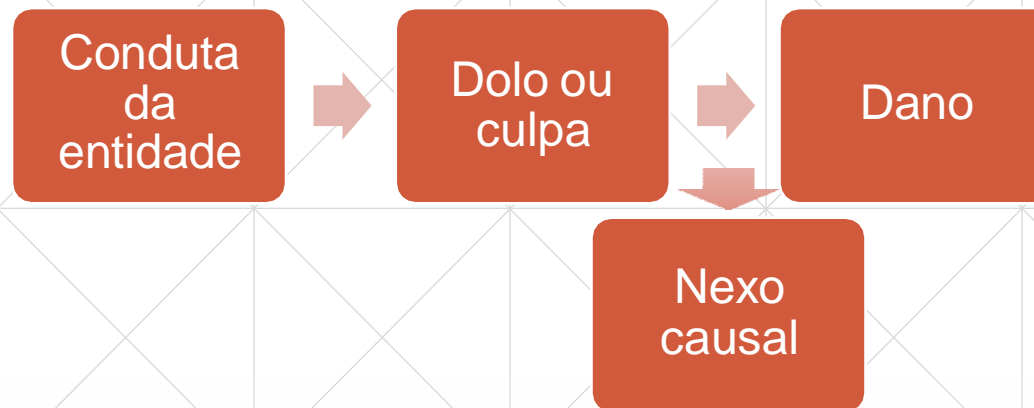 Conduta
da
entidade
Dolo ou
culpa
Dano
Nexo
causal